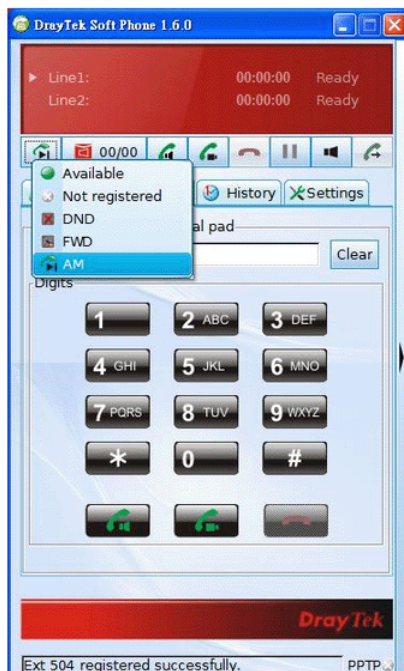 DrayTek Soft Phone 1.6.0
Line1: 00:00:00 Ready
Line2: 00:00:00 Ready
00/00
Available
Not registered
DND
FWD
AM
History
Settings
al pad
Clear
Digits
1
2 ABC
3 DEF
4 GHI
5 JKL
6 MNO
7 PQRS
8 TUV
9 WXYZ
*
0
#
DrayTek
Ext 504 registered successfully. PPTP